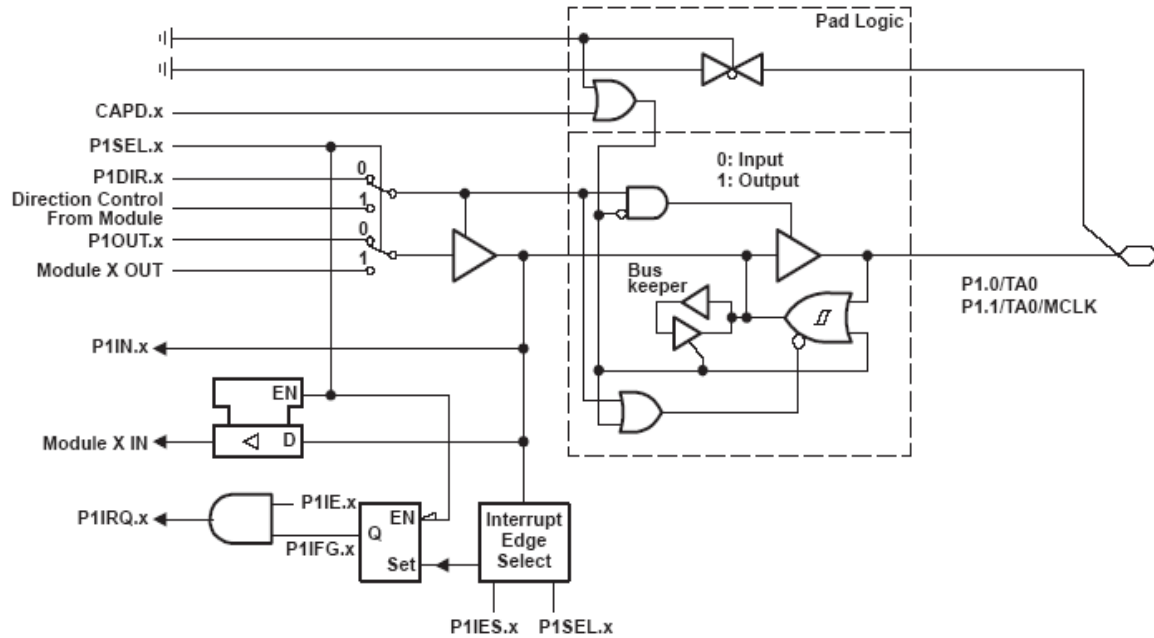 Pad Logic
CAPD.x
P1SEL.x
0
P1DIR.x
1
Direction Control
From Module
0
P1OUT.x
1
Module X OUT
0: Input
1: Output
Bus
keeper
P1.0/TA0
P1.1/TA0/MCLK
P1IN.x
EN
D
Module X IN
P1IE.x
P1IRQ.x
P1IFG.x
EN
Q
Set
Interrupt
Edge
Select
P1IES.x
P1SEL.x